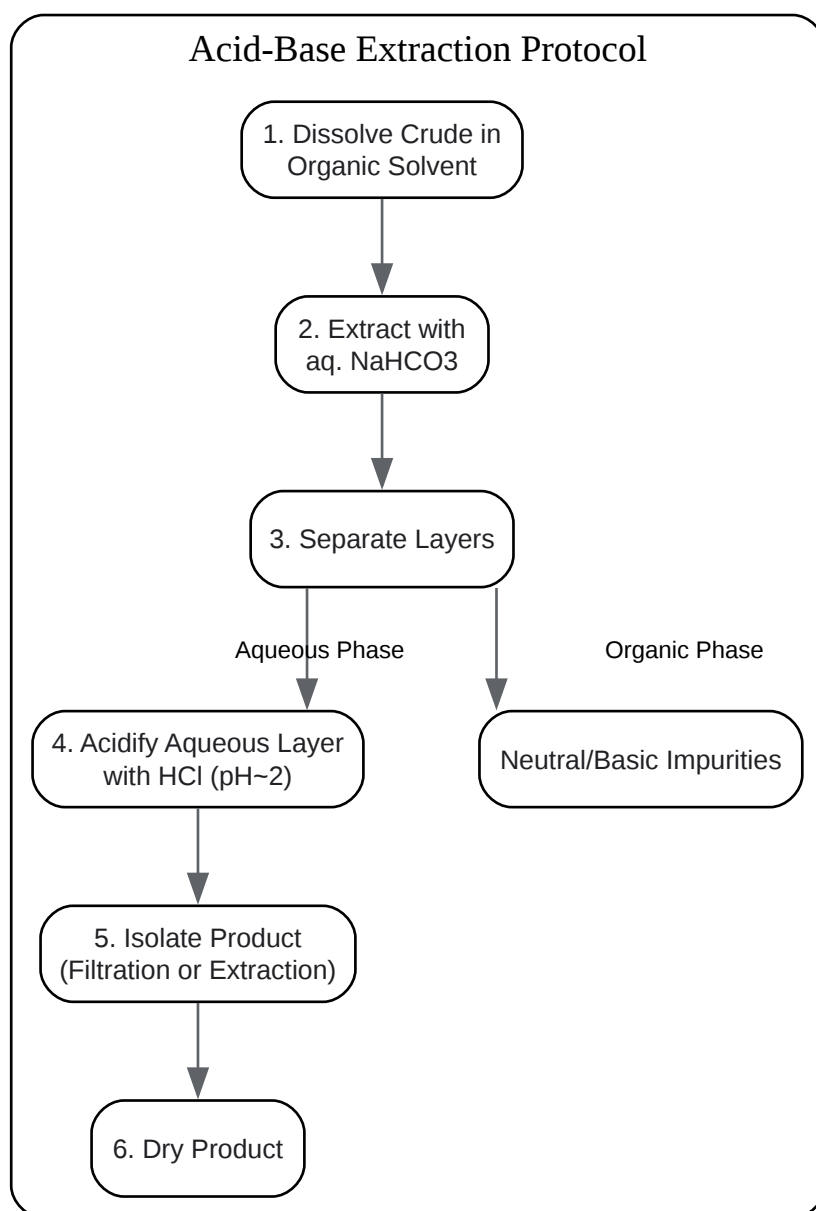 Acid-Base Extraction Protocol
1. Dissolve Crude in
Organic Solvent
2. Extract with
aq. NaHCO3
3. Separate Layers
Aqueous Phase
Organic Phase
4. Acidify Aqueous Layer
with HCl (pH~2)
Neutral/Basic Impurities
5. Isolate Product
(Filtration or Extraction)
6. Dry Product